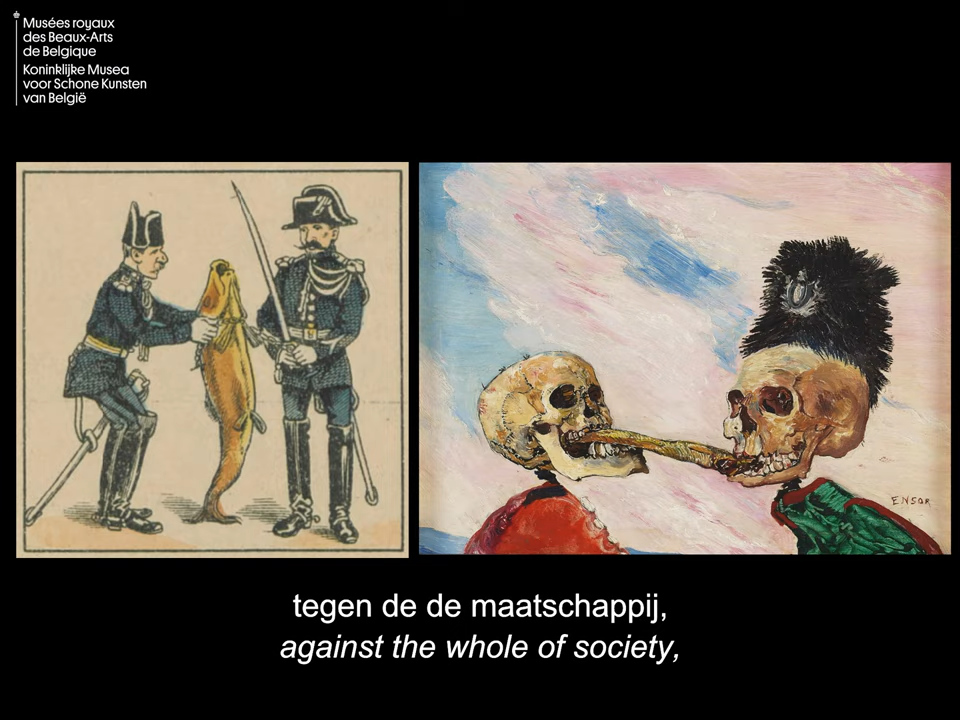 Musées royaux
des Beaux-Arts
de Belgique
Koninklijke Musea
voor Schone Kunsten
van België
ENSOR
tegen de de maatschappij,
against the whole of society,